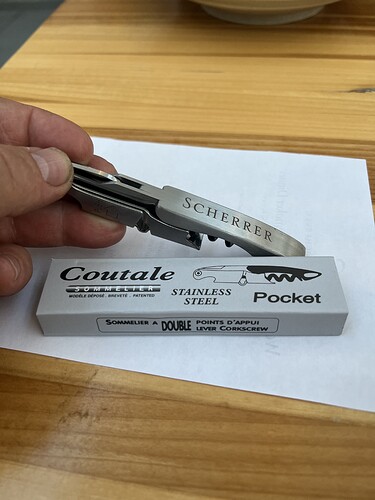 SCHERRER
Coutale
SOMMELIER
MODÈLE DÉPOSÉ . BREVETÉ . PATENTED
STAINLESS
STEEL
Pocket
SOMMELIER A DOUBLE POINTS D'APPUI
LEVER CORKSCREW